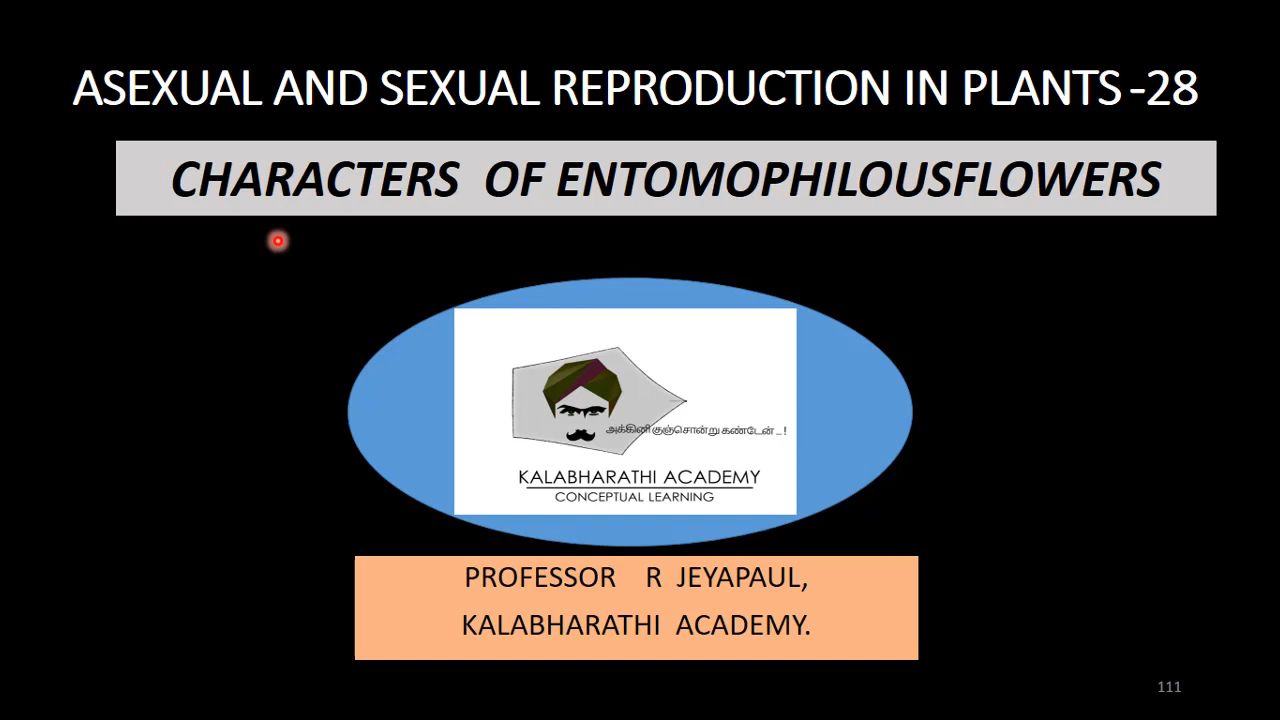 ASEXUAL AND SEXUAL REPRODUCTION IN PLANTS -28
CHARACTERS OF ENTOMOPHILOUSFLOWERS
அக்கினி குஞ்சொன்று கண்டேன் ...!
KALABHARATHI ACADEMY
CONCEPTUAL LEARNING
PROFESSOR R JEYAPAUL,
KALABHARATHI ACADEMY.
111